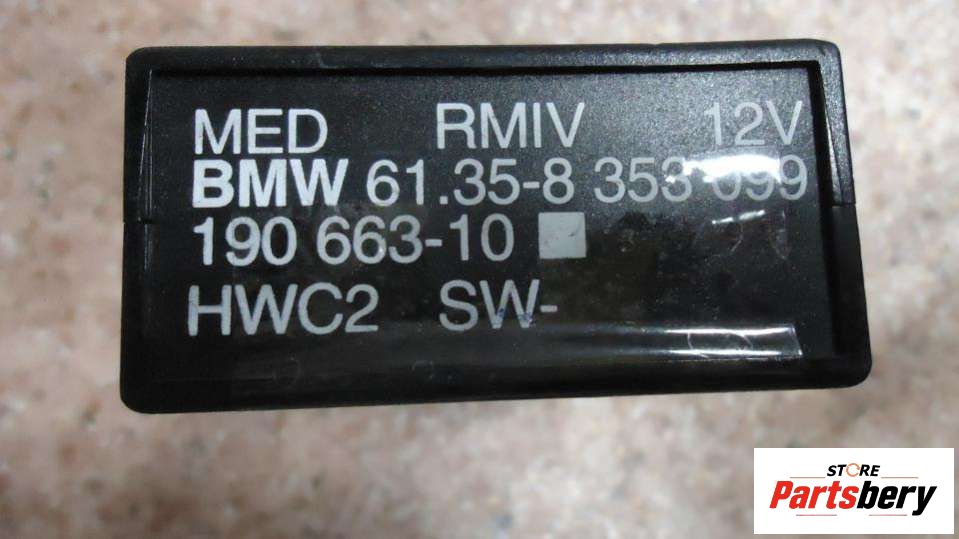 MED RMIV 12V
BMW 61.35-8 353 099
190 663-10
HWC2 SW-
STORE
Partsbery